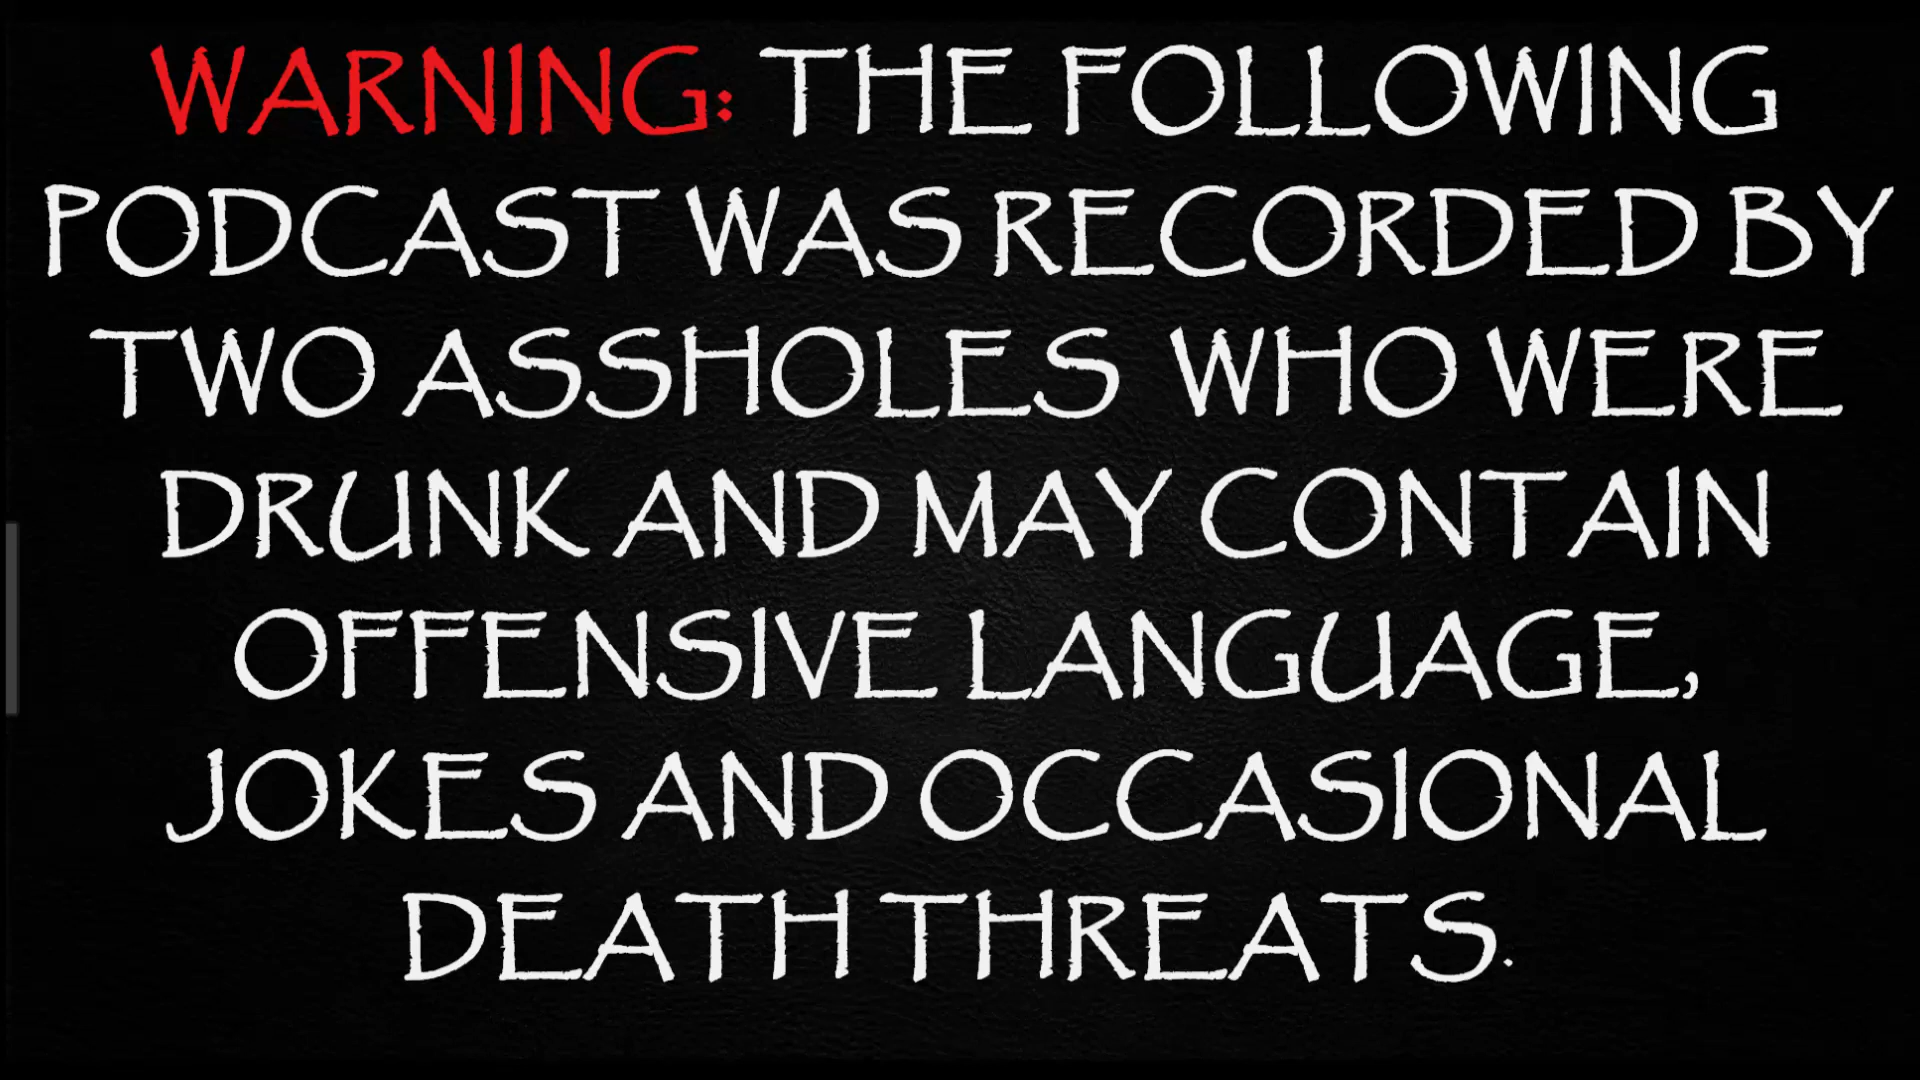 WARNING: THE FOLLOWING
PODCAST WAS RECORDED BY
TWO ASSHOLES WHO WERE
DRUNK AND MAY CONTAIN
OFFENSIVE LANGUAGE,
JOKES AND OCCASIONAL
DEATH THREATS.